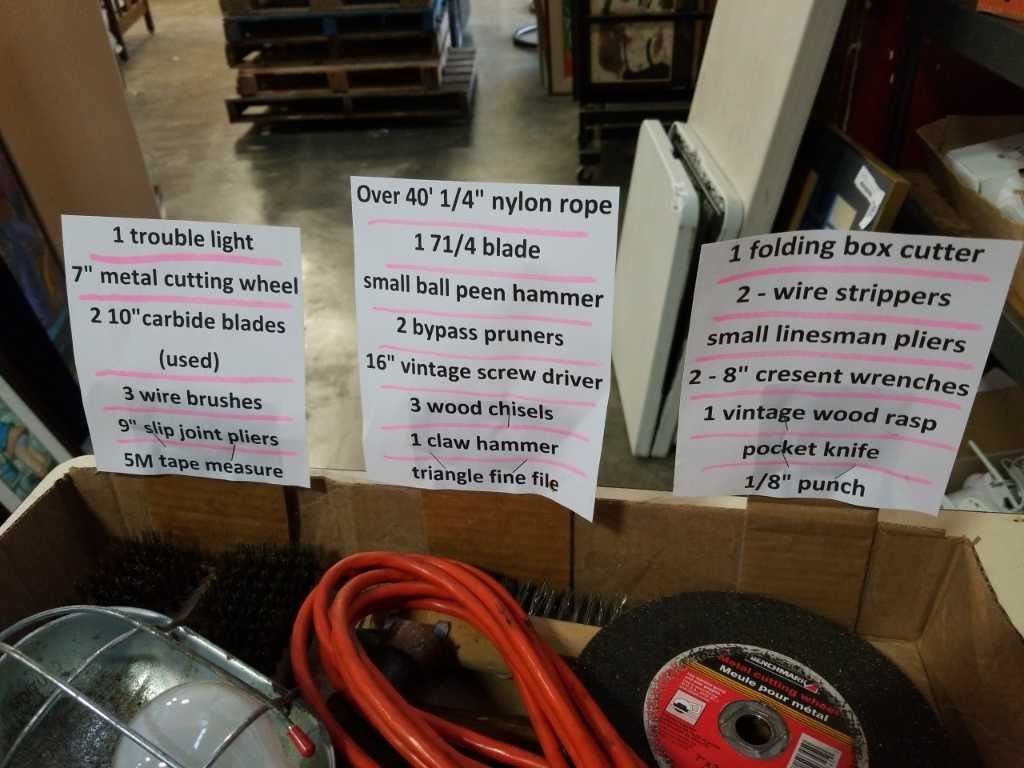 1 trouble light
7" metal cutting wheel
2 10"carbide blades
(used)
3 wire brushes
9" slip joint pliers
5M tape measure
Over 40' 1/4" nylon rope
1 71/4 blade
small ball peen hammer
2 bypass pruners
16" vintage screw driver
3 wood chisels
1 claw hammer
triangle fine file
1 folding box cutter
2 - wire strippers
small linesman pliers
2 - 8" cresent wrenches
1 vintage wood rasp
pocket knife
1/8" punch
BENCHMARK
Metal cutting wheel
Meule pour métal